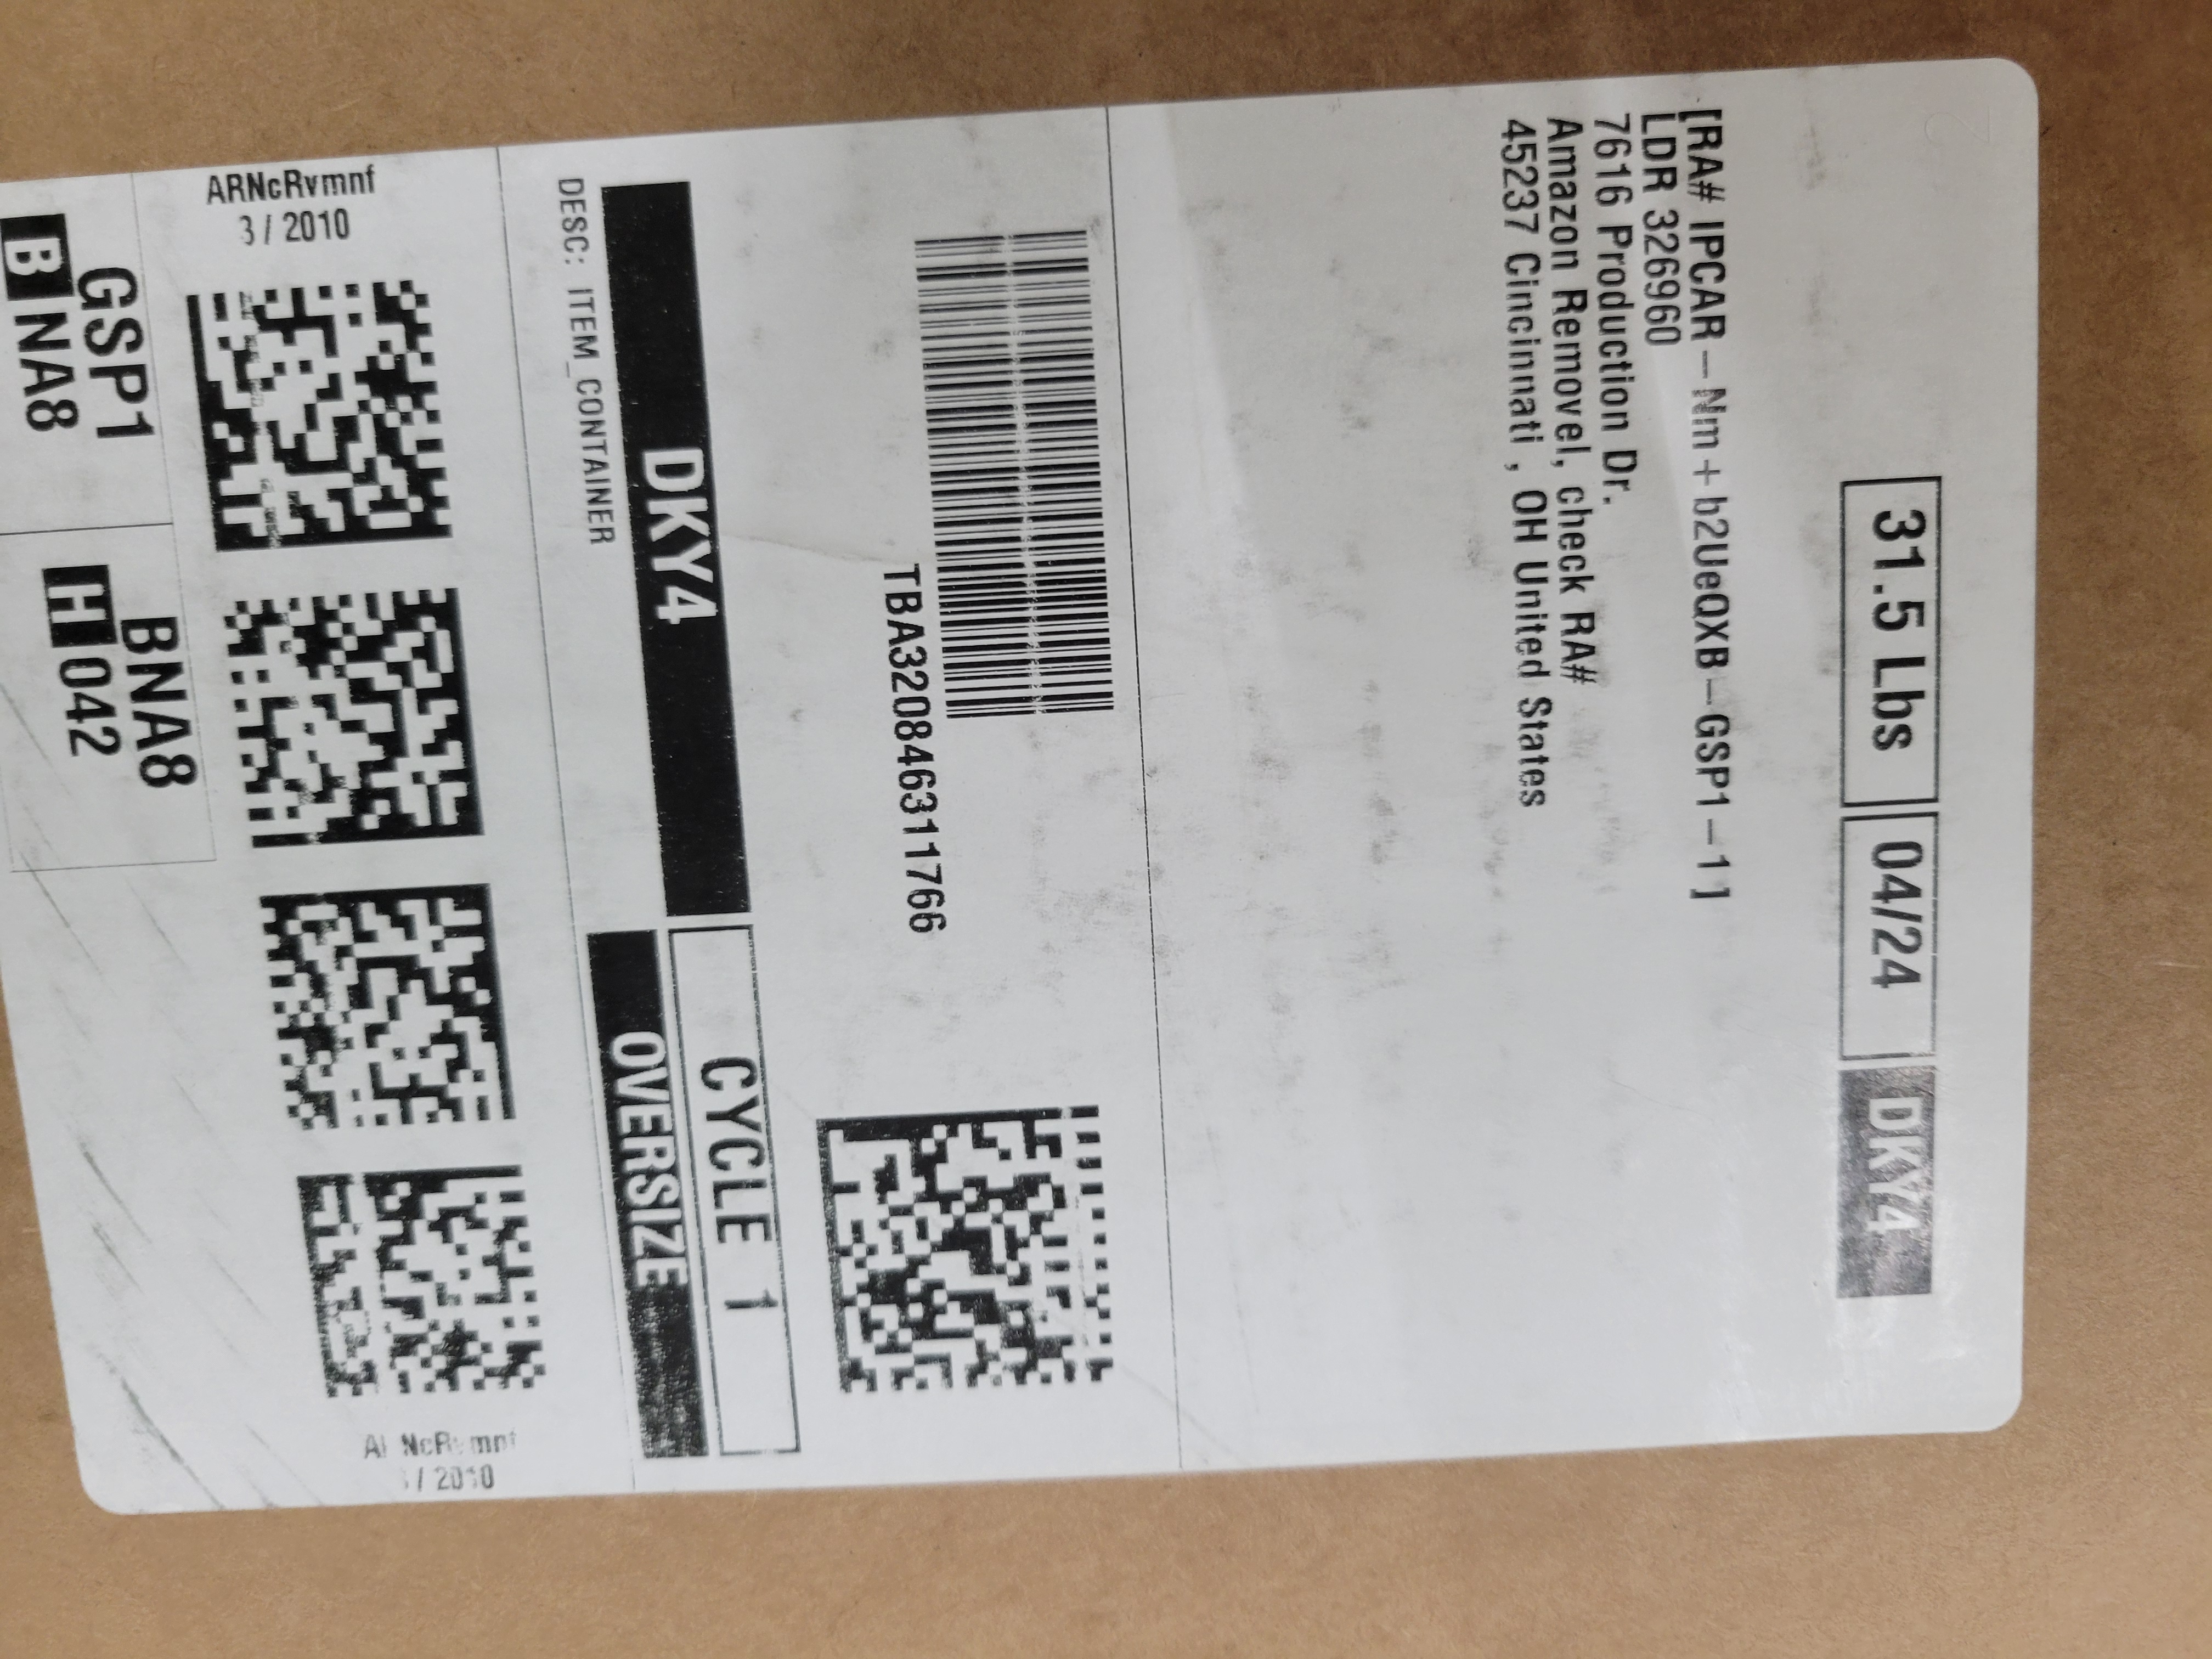 31.5 Lbs 04/24 DKY4
[RA# IPCAR-Nm+b2UeQXB-GSP1-1]
LDR 326960
7616 Production Dr.
Amazon Removel, check RA#
45237 Cincinnati , OH United States
TBA320846311766
DKY4
CYCLE 1
OVERSIZE
DESC: ITEM_CONTAINER
ARNcRvmnf
3 / 2010
GSP1
B NA8
BNA8
H 042